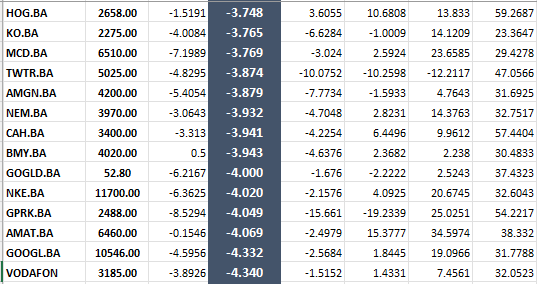 HOG.BA 2658.00 -1.5191 -3.748 3.6055 10.6808 13.833 59.2687
KO.BA 2275.00 -4.0084 -3.765 -6.6284 -1.0009 14.1209 23.3647
MCD.BA 6510.00 -7.1989 -3.769 -3.024 2.5924 23.6585 29.4278
TWTR.BA 5025.00 -4.8295 -3.874 -10.0752 -10.2598 -12.2117 47.0566
AMGN.BA 4200.00 -5.4054 -3.879 -7.7734 -1.5933 4.7643 31.6925
NEM.BA 3970.00 -3.0643 -3.932 -4.7048 2.8231 14.3763 32.7517
CAH.BA 3400.00 -3.313 -3.941 -4.2254 6.4496 9.9612 57.4404
BMY.BA 4020.00 0.5 -3.943 -4.6376 2.3682 2.238 30.4833
GOGLD.BA 52.80 -6.2167 -4.000 -1.676 -2.2222 2.5243 37.4323
NKE.BA 11700.00 -6.3625 -4.020 -2.1576 4.0925 20.6745 32.6043
GPRK.BA 2488.00 -8.5294 -4.049 -15.661 -19.2339 25.0251 54.2217
AMAT.BA 6460.00 -0.1546 -4.069 -2.4979 15.3777 34.5974 38.332
GOOGL.BA 10546.00 -4.5956 -4.332 -2.5684 1.8445 19.0966 31.7788
VODAFON 3185.00 -3.8926 -4.340 -1.5152 1.4331 7.4561 32.0523